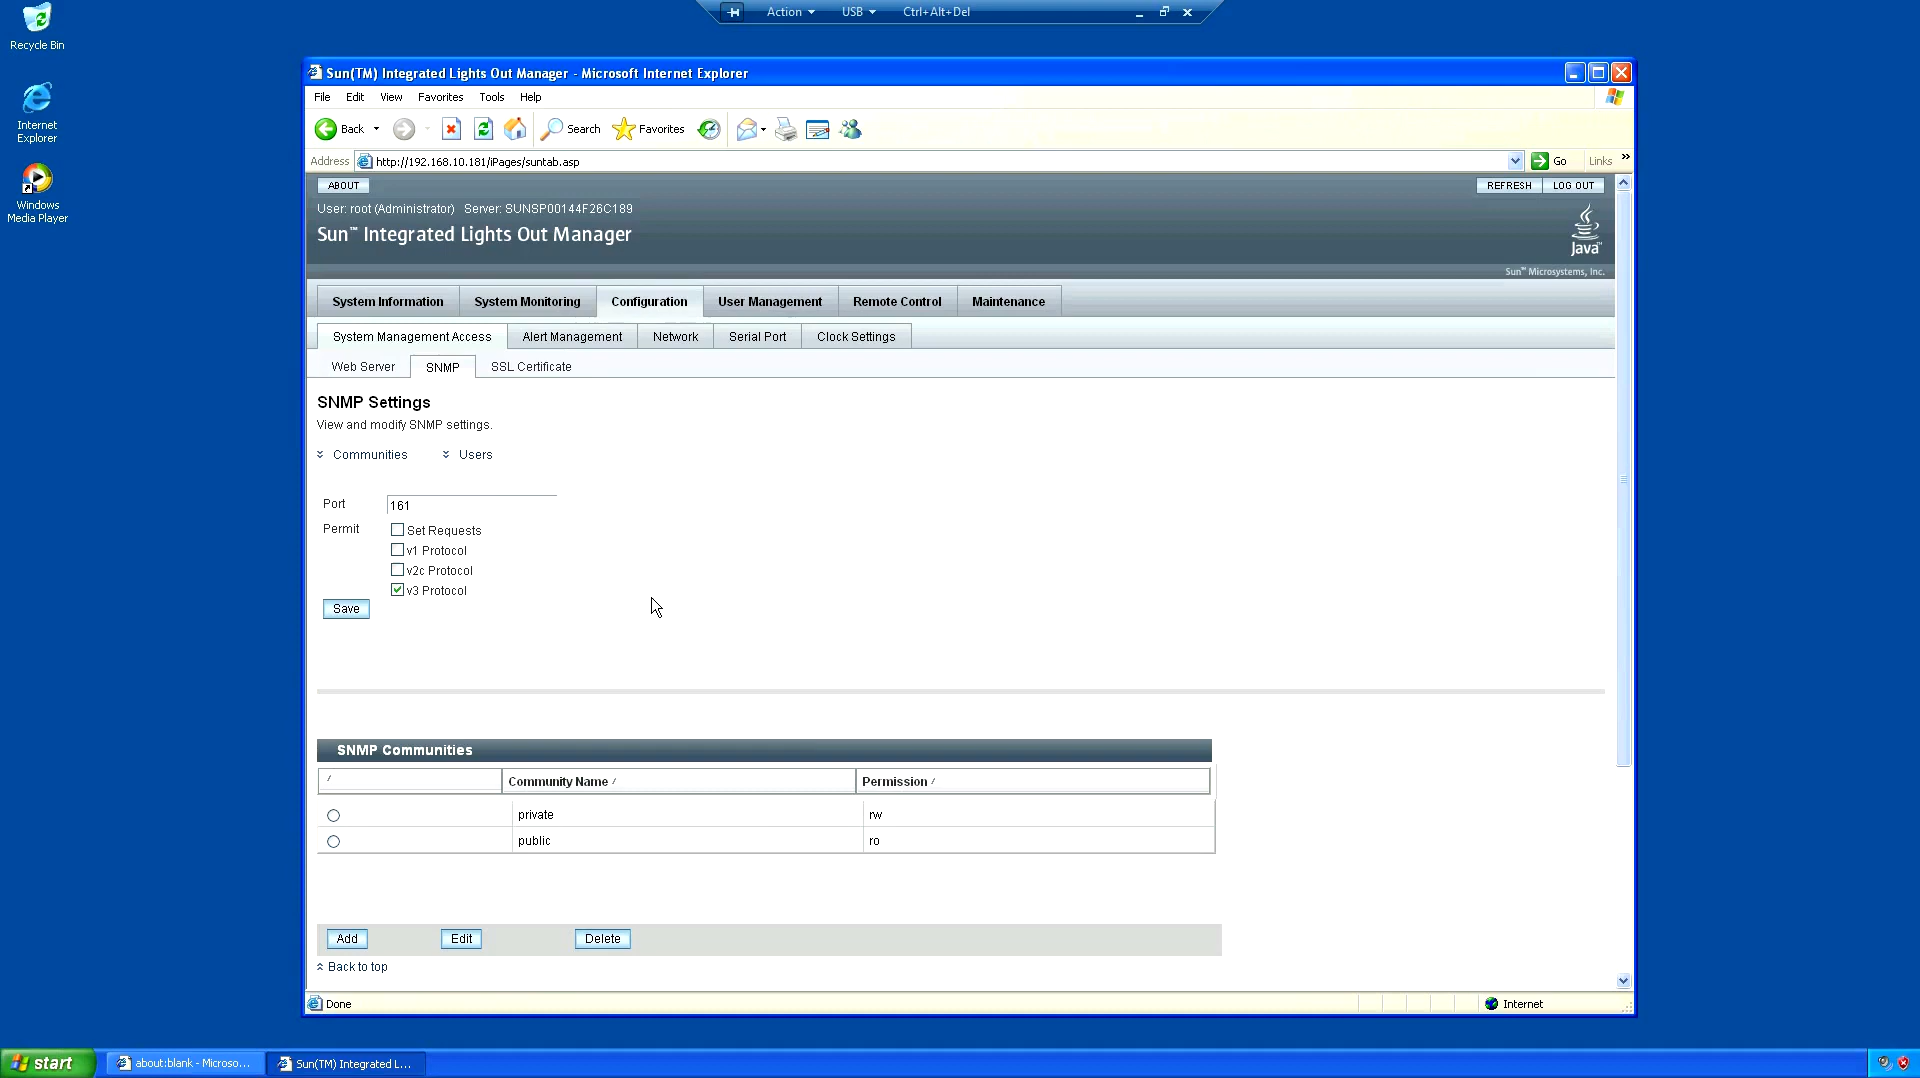 Action
USB
Ctrl+Alt+Del
Recycle Bin
Internet
Explorer
Windows
Media Player
Sun(TM) Integrated Lights Out Manager - Microsoft Internet Explorer
File Edit View Favorites Tools Help
Back Search Favorites
Address http://192.168.10.181/iPages/suntab.asp Go Links »
ABOUT REFRESH LOG OUT
User: root (Administrator) Server: SUNSP00144F26C189
Sun™ Integrated Lights Out Manager
Java™
Sun™ Microsystems, Inc.
System Information System Monitoring Configuration User Management Remote Control Maintenance
System Management Access Alert Management Network Serial Port Clock Settings
Web Server SNMP SSL Certificate
SNMP Settings
View and modify SNMP settings.
Communities Users
Port 161
Permit Set Requests
v1 Protocol
v2c Protocol
v3 Protocol
Save
SNMP Communities
Community Name Permission
private rw
public ro
Add Edit Delete
Back to top
Done Internet
start about:blank - Microso... Sun(TM) Integrated L...